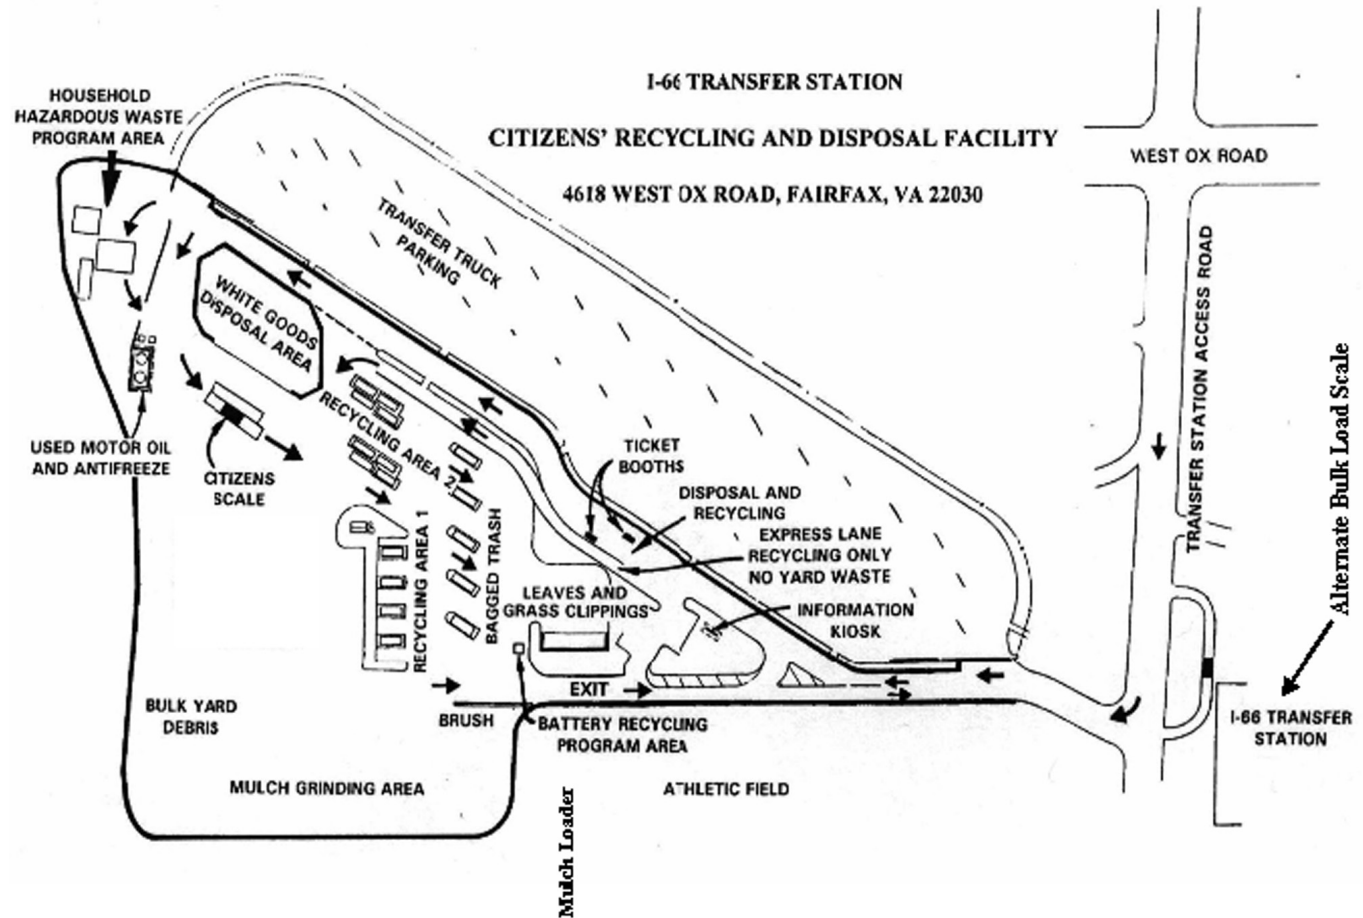 I-66 TRANSFER STATION
CITIZENS' RECYCLING AND DISPOSAL FACILITY
4618 WEST OX ROAD, FAIRFAX, VA 22030
HOUSEHOLD
HAZARDOUS WASTE
PROGRAM AREA
WEST OX ROAD
TRANSFER TRUCK
PARKING
TRANSFER STATION ACCESS ROAD
WHITE GOODS
DISPOSAL AREA
Alternate Bulk Load Scale
RECYCLING AREA 2
USED MOTOR OIL
AND ANTIFREEZE
CITIZENS
SCALE
TICKET
BOOTHS
DISPOSAL AND
RECYCLING
EXPRESS LANE
RECYCLING ONLY
NO YARD WASTE
RECYCLING AREA 1
BAGGED TRASH
LEAVES AND
GRASS CLIPPINGS
INFORMATION
KIOSK
EXIT
BULK YARD
DEBRIS
BRUSH
BATTERY RECYCLING
PROGRAM AREA
I-66 TRANSFER
STATION
MULCH GRINDING AREA
ATHLETIC FIELD
Mulch Loader